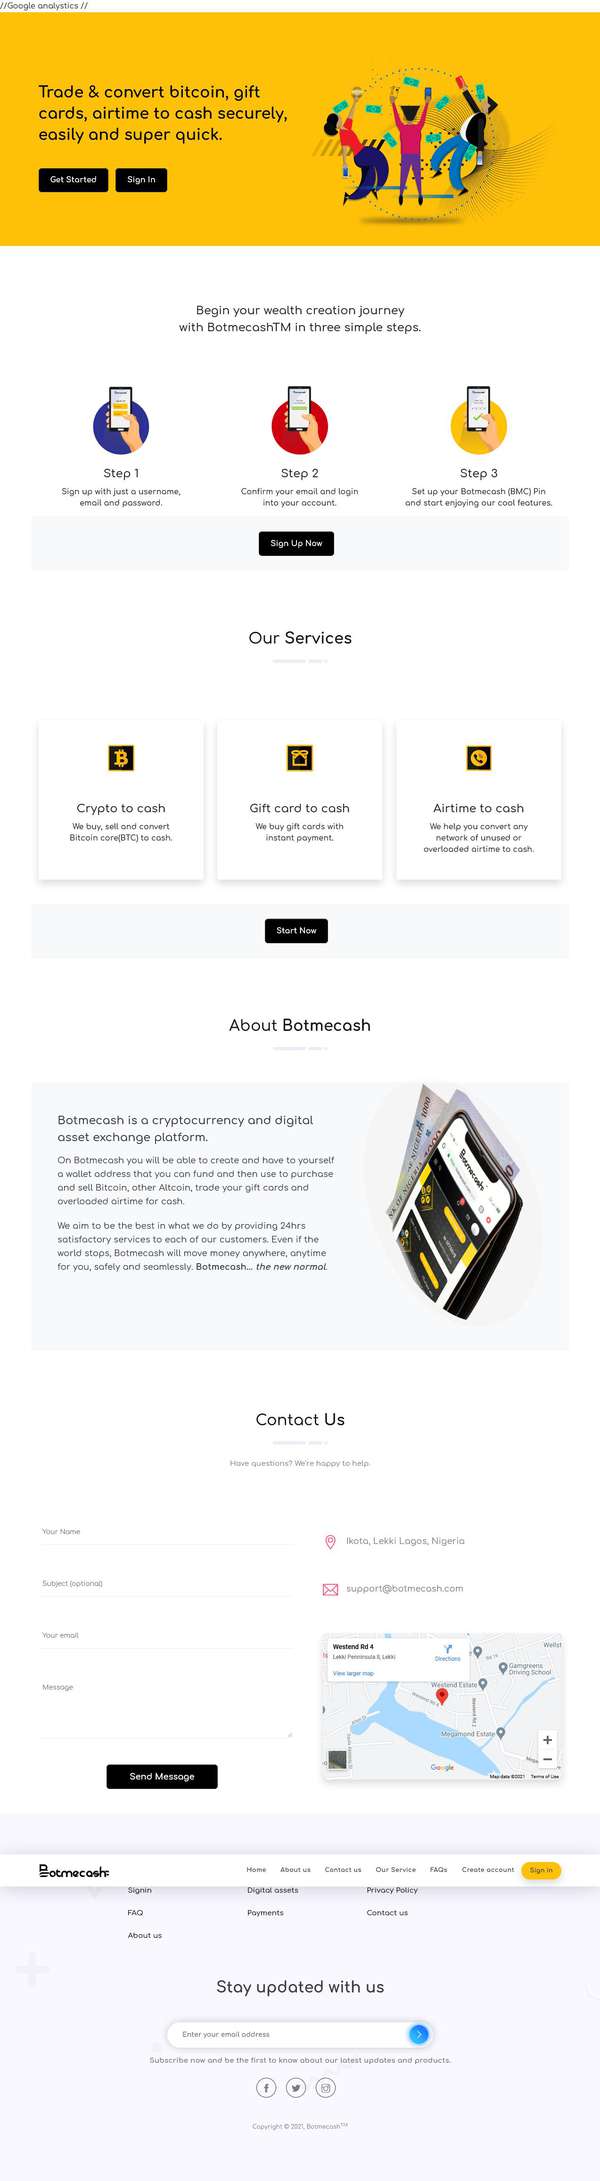 //Google analystics //
Trade & convert bitcoin, gift
cards, airtime to cash securely,
easily and super quick.
Get Started
Sign In
Begin your wealth creation journey
with BotmecashTM in three simple steps.
Step 1
Sign up with just a username,
email and password.
Step 2
Confirm your email and login
into your account.
Step 3
Set up your Botmecash (BMC) Pin
and start enjoying our cool features.
Sign Up Now
Our Services
Crypto to cash
We buy, sell and convert
Bitcoin core(BTC) to cash.
Gift card to cash
We buy gift cards with
instant payment.
Airtime to cash
We help you convert any
network of unused or
overloaded airtime to cash.
Start Now
About Botmecash
Botmecash is a cryptocurrency and digital
asset exchange platform.
On Botmecash you will be able to create and have to yourself
a wallet address that you can fund and then use to purchase
and sell Bitcoin, other Altcoin, trade your gift cards and
overloaded airtime for cash.
We aim to be the best in what we do by providing 24hrs
satisfactory services to each of our customers. Even if the
world stops, Botmecash will move money anywhere, anytime
for you, safely and seamlessly. Botmecash... the new normal.
Botmecash
1000
Contact Us
Have questions? We're happy to help.
Your Name
Subject (optional)
Your email
Message
Send Message
Ikota, Lekki Lagos, Nigeria
support@botmecash.com
Westend Rd 4
Lekki Penninsula II, Lekki
Directions
View larger map
Wellst
Rd 19
Gamgreens
Driving School
Westend Estate
Westend Rd 4
Westend Rd 2
Megamond Estate
Google
Map data ©2021
Terms of Use
Botmecash
Home
About us
Contact us
Our Service
FAQs
Create account
Sign In
Signin
Digital assets
Privacy Policy
FAQ
Payments
Contact us
About us
Stay updated with us
Enter your email address
Subscribe now and be the first to know about our latest updates and products.
Copyright © 2021, Botmecash™